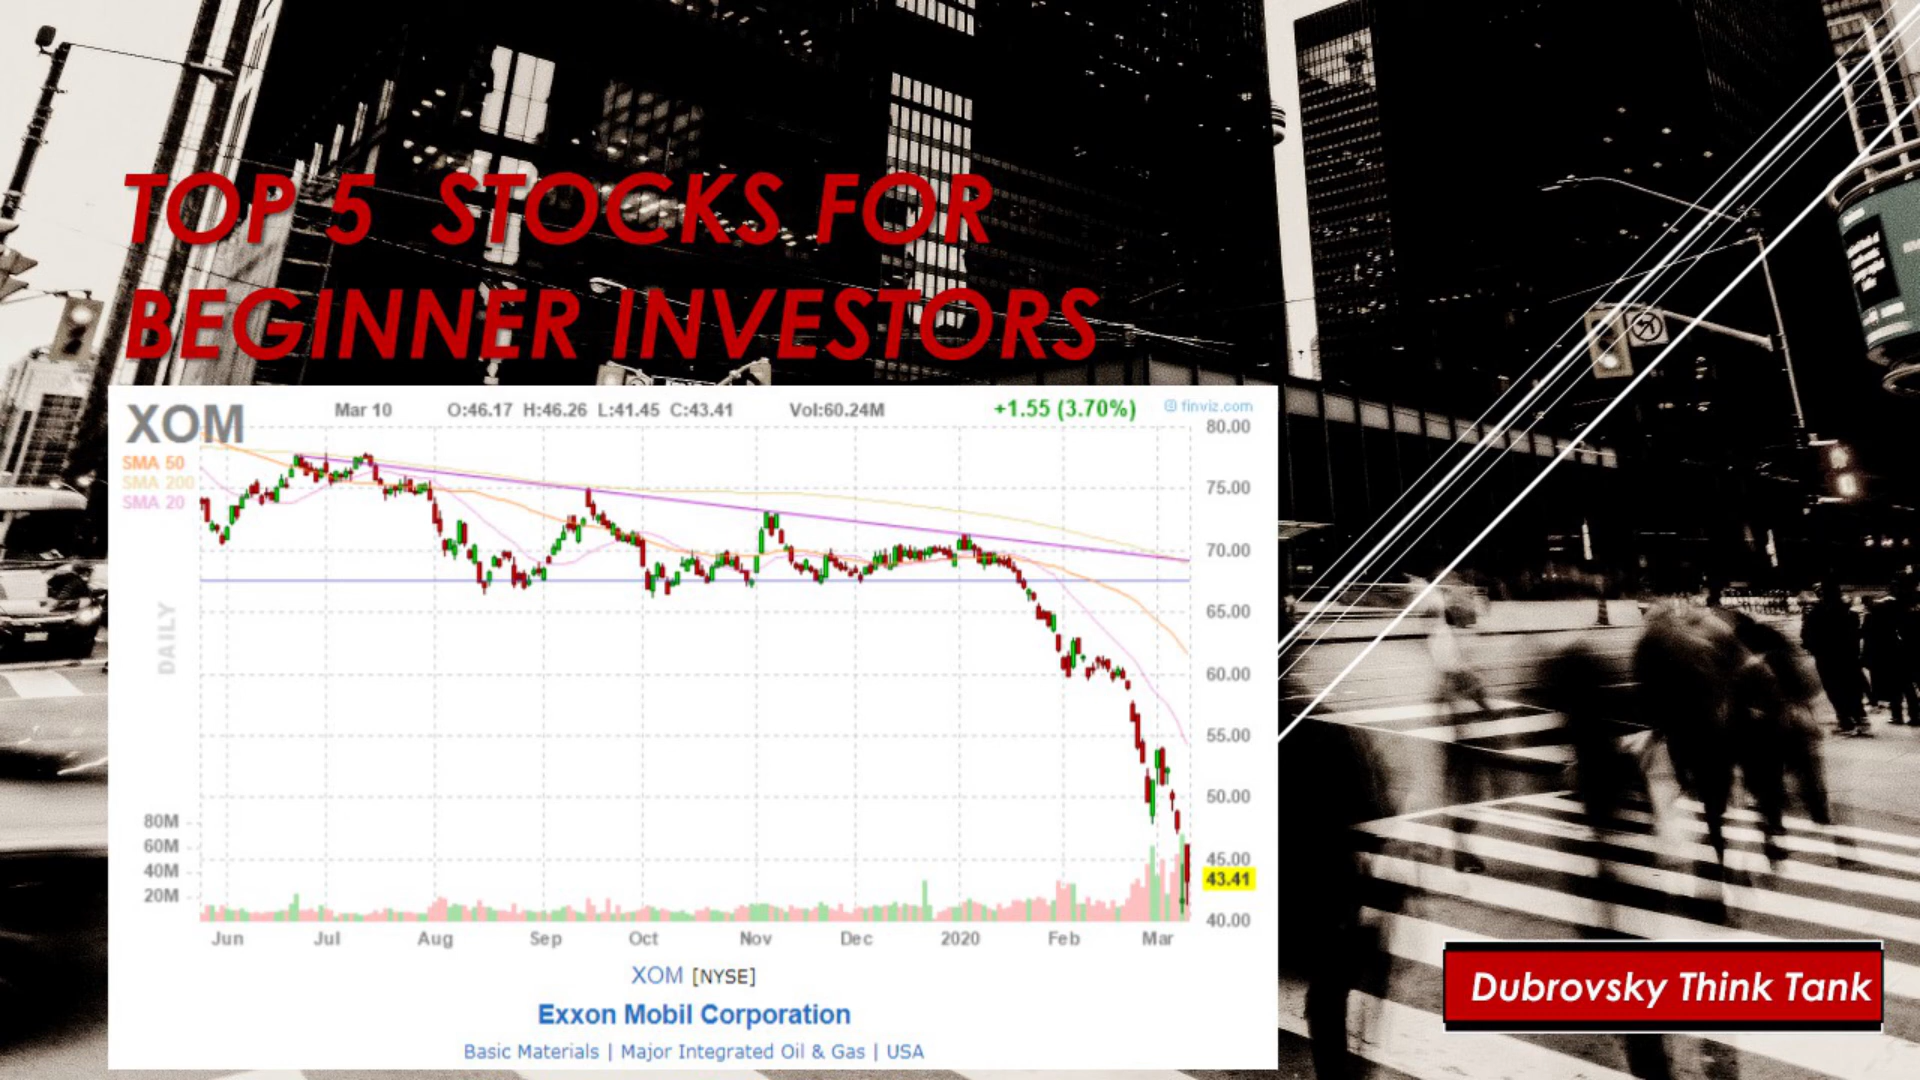 TOP 5 STOCKS FOR
BEGINNER INVESTORS
XOM
Mar 10 O:46.17 H:46.26 L:41.45 C:43.41 Vol:60.24M +1.55 (3.70%) © finviz.com
SMA 50
SMA 200
SMA 20
DAILY
80.00
75.00
70.00
65.00
60.00
55.00
50.00
45.00
43.41
40.00
80M
60M
40M
20M
Jun Jul Aug Sep Oct Nov Dec 2020 Feb Mar
XOM [NYSE]
Exxon Mobil Corporation
Basic Materials | Major Integrated Oil & Gas | USA
Dubrovsky Think Tank